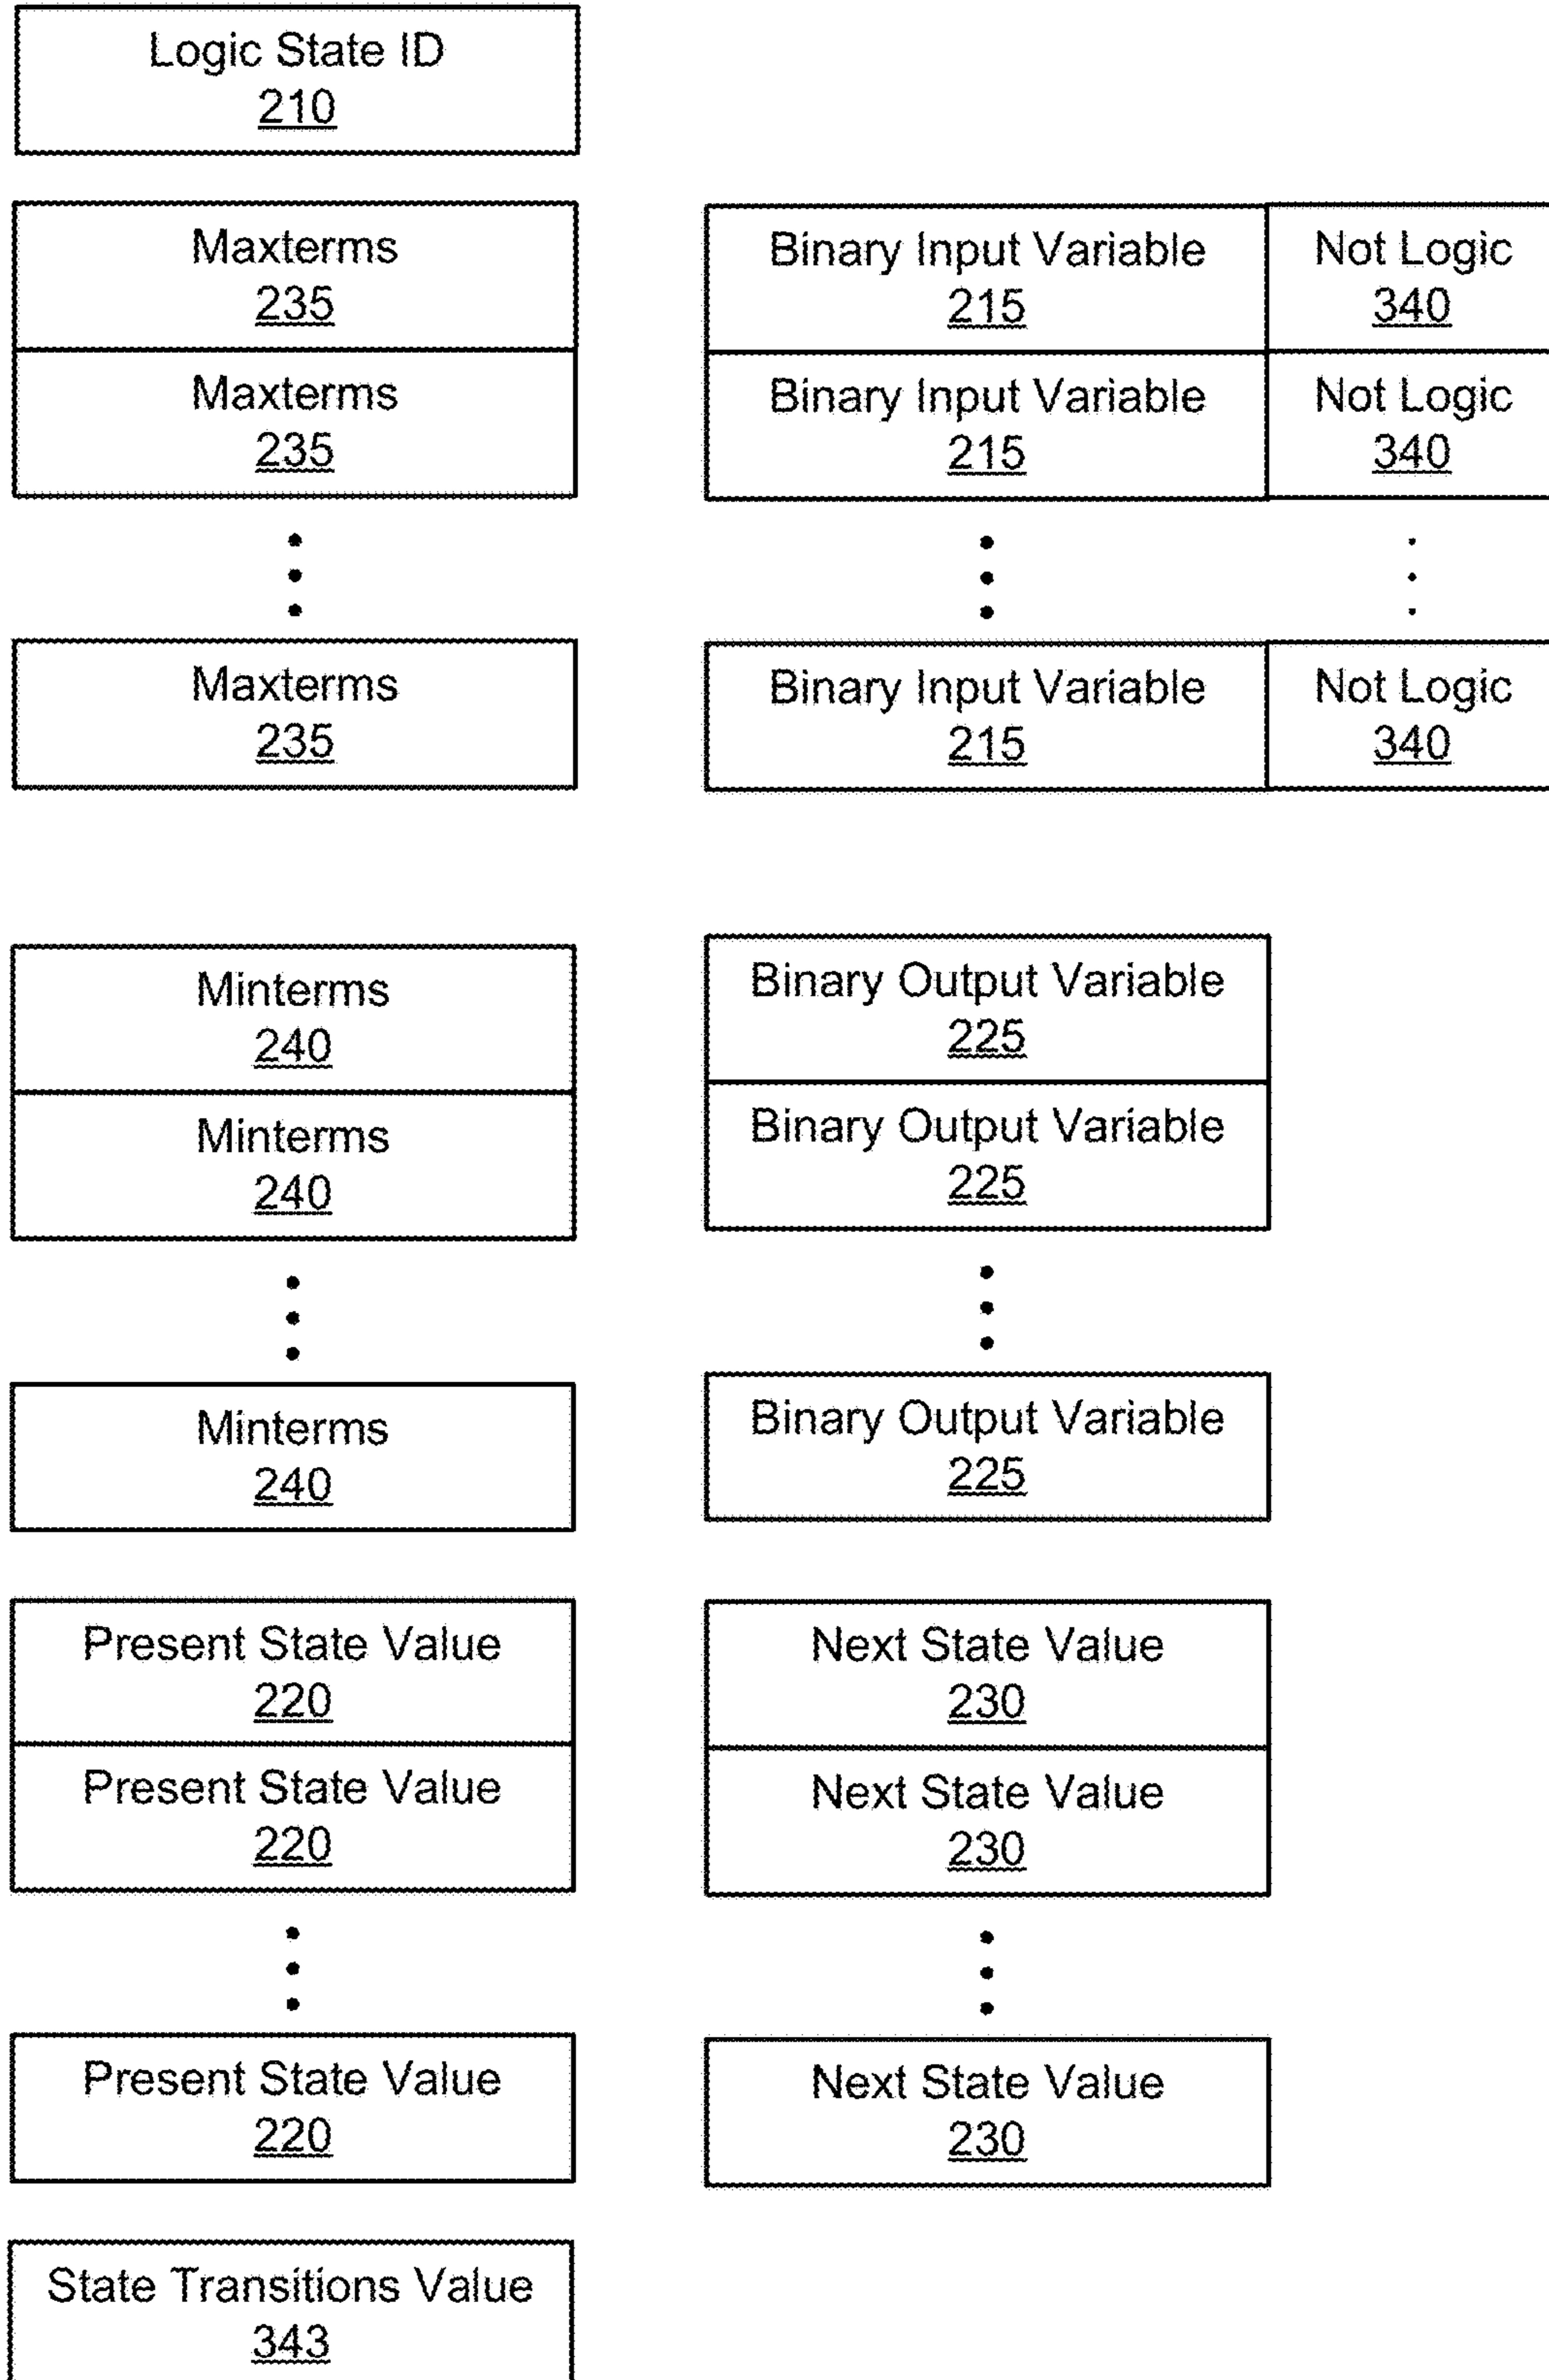 Logic State ID
210
Maxterms
235
Binary Input Variable
215
Not Logic
340
Maxterms
235
Binary Input Variable
215
Not Logic
340
Maxterms
235
Binary Input Variable
215
Not Logic
340
Minterms
240
Binary Output Variable
225
Minterms
240
Binary Output Variable
225
Minterms
240
Binary Output Variable
225
Present State Value
220
Next State Value
230
Present State Value
220
Next State Value
230
Present State Value
220
Next State Value
230
State Transitions Value
343